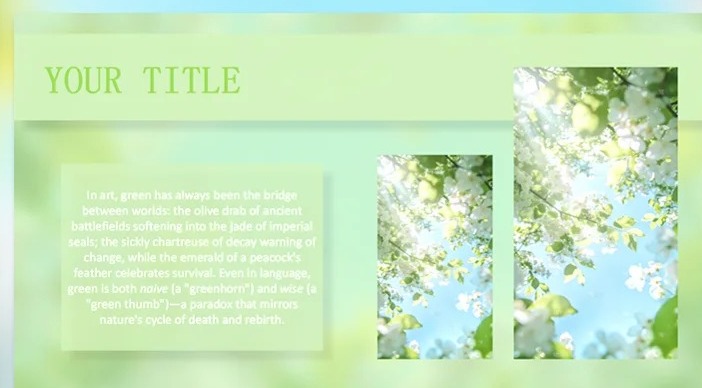 YOUR TITLE
In art, green has always been the bridge
between worlds: the olive drab of ancient
battlefields softening into the jade of imperial
seals; the sickly chartreuse of decay warning of
change, while the emerald of a peacock's
feather celebrates survival. Even in language,
green is both naive (a "greenhorn") and wise (a
"green thumb")—a paradox that mirrors
nature's cycle of death and rebirth.